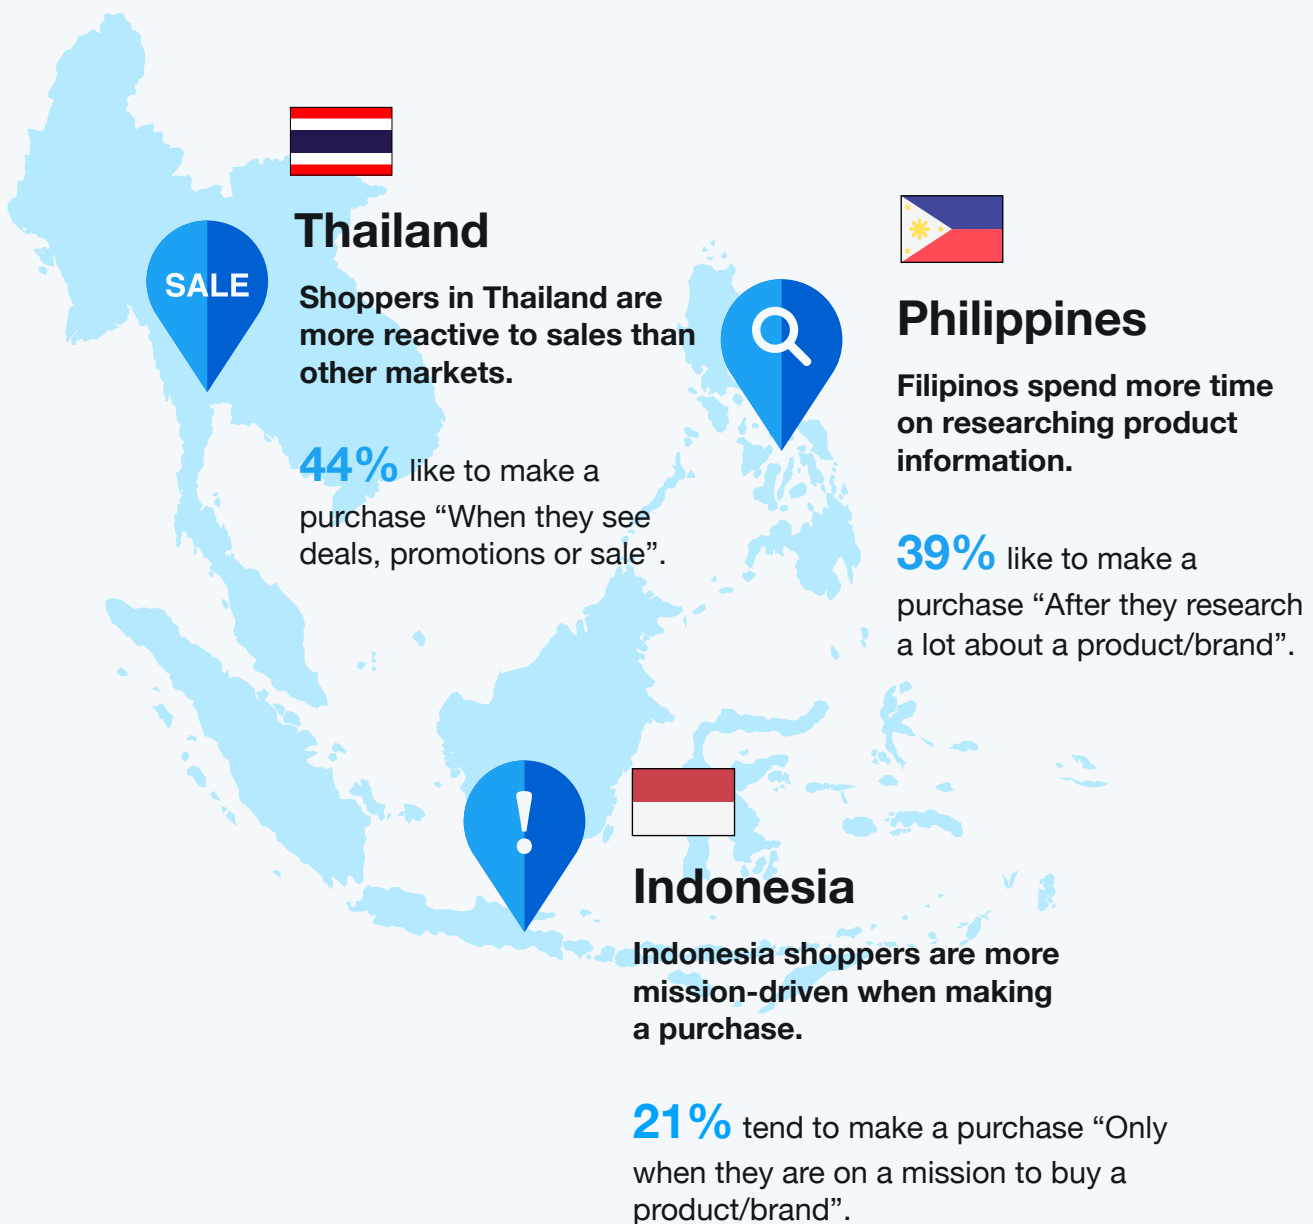 SALE
Thailand
Shoppers in Thailand are
more reactive to sales than
other markets.
44% like to make a
purchase “When they see
deals, promotions or sale”.
Philippines
Filipinos spend more time
on researching product
information.
39% like to make a
purchase “After they research
a lot about a product/brand”.
Indonesia
Indonesia shoppers are more
mission-driven when making
a purchase.
21% tend to make a purchase “Only
when they are on a mission to buy a
product/brand”.